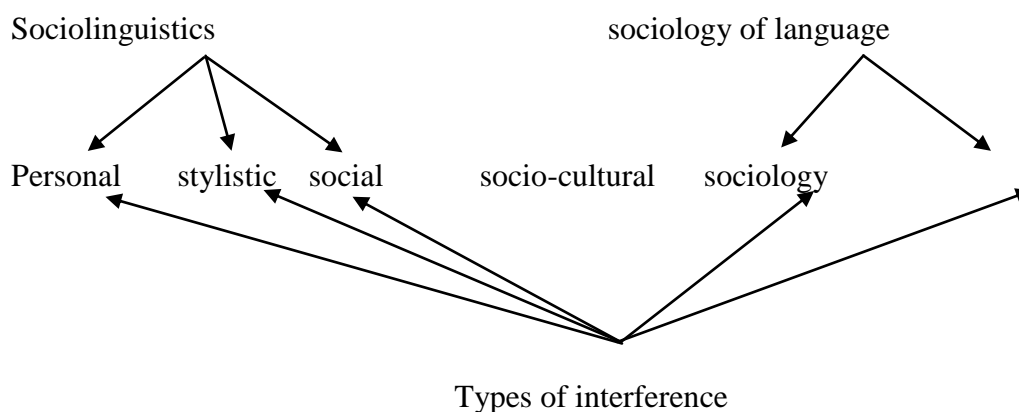 Sociolinguistics sociology of language
Personal stylistic social socio-cultural sociology
Types of interference